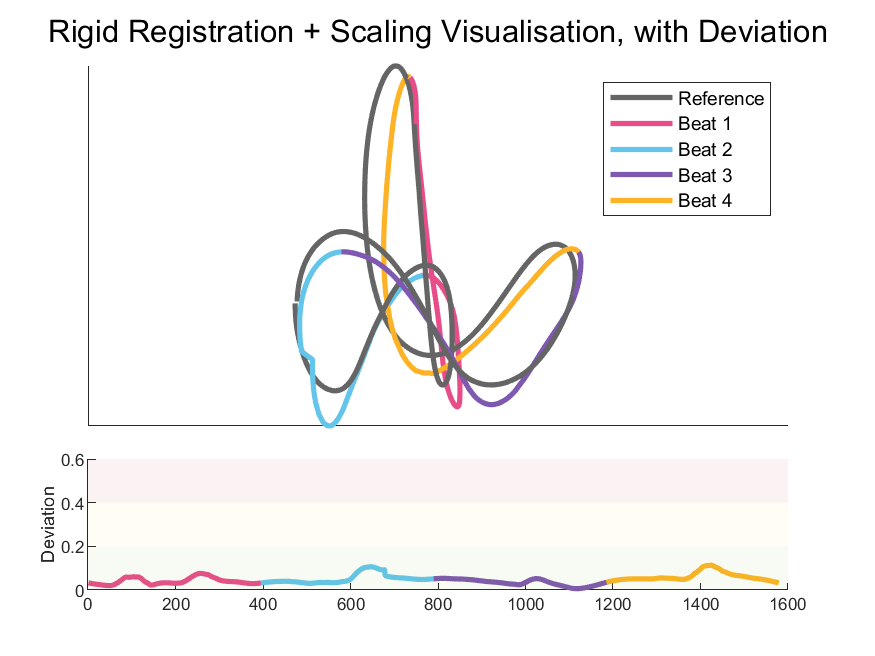 Rigid Registration + Scaling Visualisation, with Deviation
Reference
Beat 1
Beat 2
Beat 3
Beat 4
0.6
0.4
0.2
0
Deviation
0 200 400 600 800 1000 1200 1400 1600